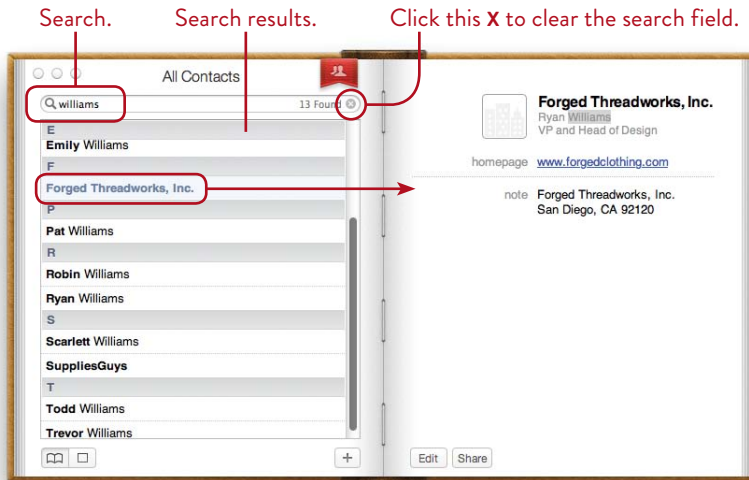 Search.
Search results.
Click this X to clear the search field.
All Contacts
williams
13 Found
E
Emily Williams
F
Forged Threadworks, Inc.
P
Pat Williams
R
Robin Williams
Ryan Williams
S
Scarlett Williams
SuppliesGuys
T
Todd Williams
Trevor Williams
Forged Threadworks, Inc.
Ryan Williams
VP and Head of Design
homepage www.forgedclothing.com
note Forged Threadworks, Inc.
San Diego, CA 92120
Edit Share